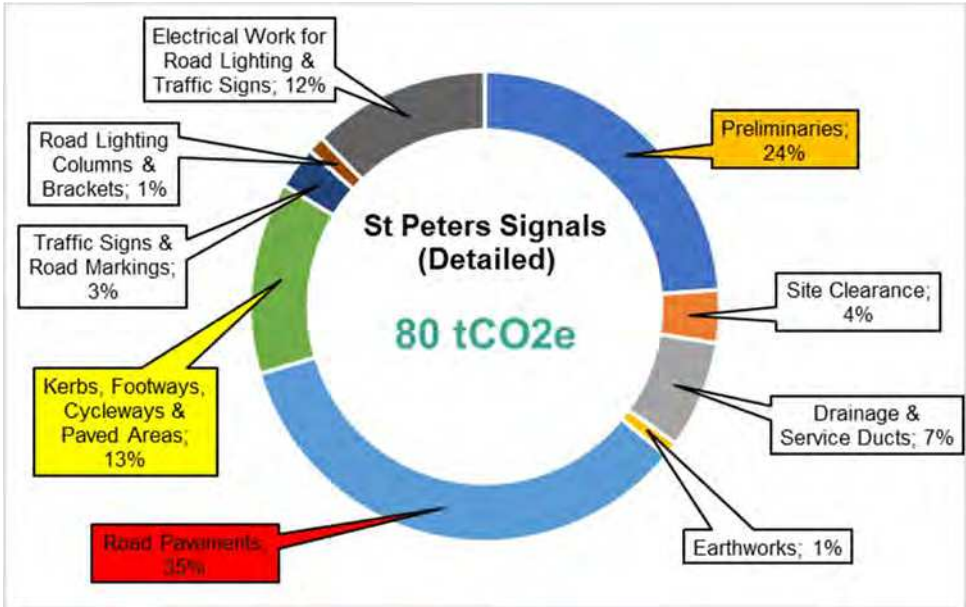 Electrical Work for
Road Lighting &
Traffic Signs; 12%
Preliminaries;
24%
Road Lighting
Columns &
Brackets; 1%
St Peters Signals
(Detailed)
80 tCO2e
Traffic Signs &
Road Markings;
3%
Site Clearance;
4%
Kerbs, Footways,
Cycleways &
Paved Areas;
13%
Drainage &
Service Ducts; 7%
Road Pavements;
35%
Earthworks; 1%